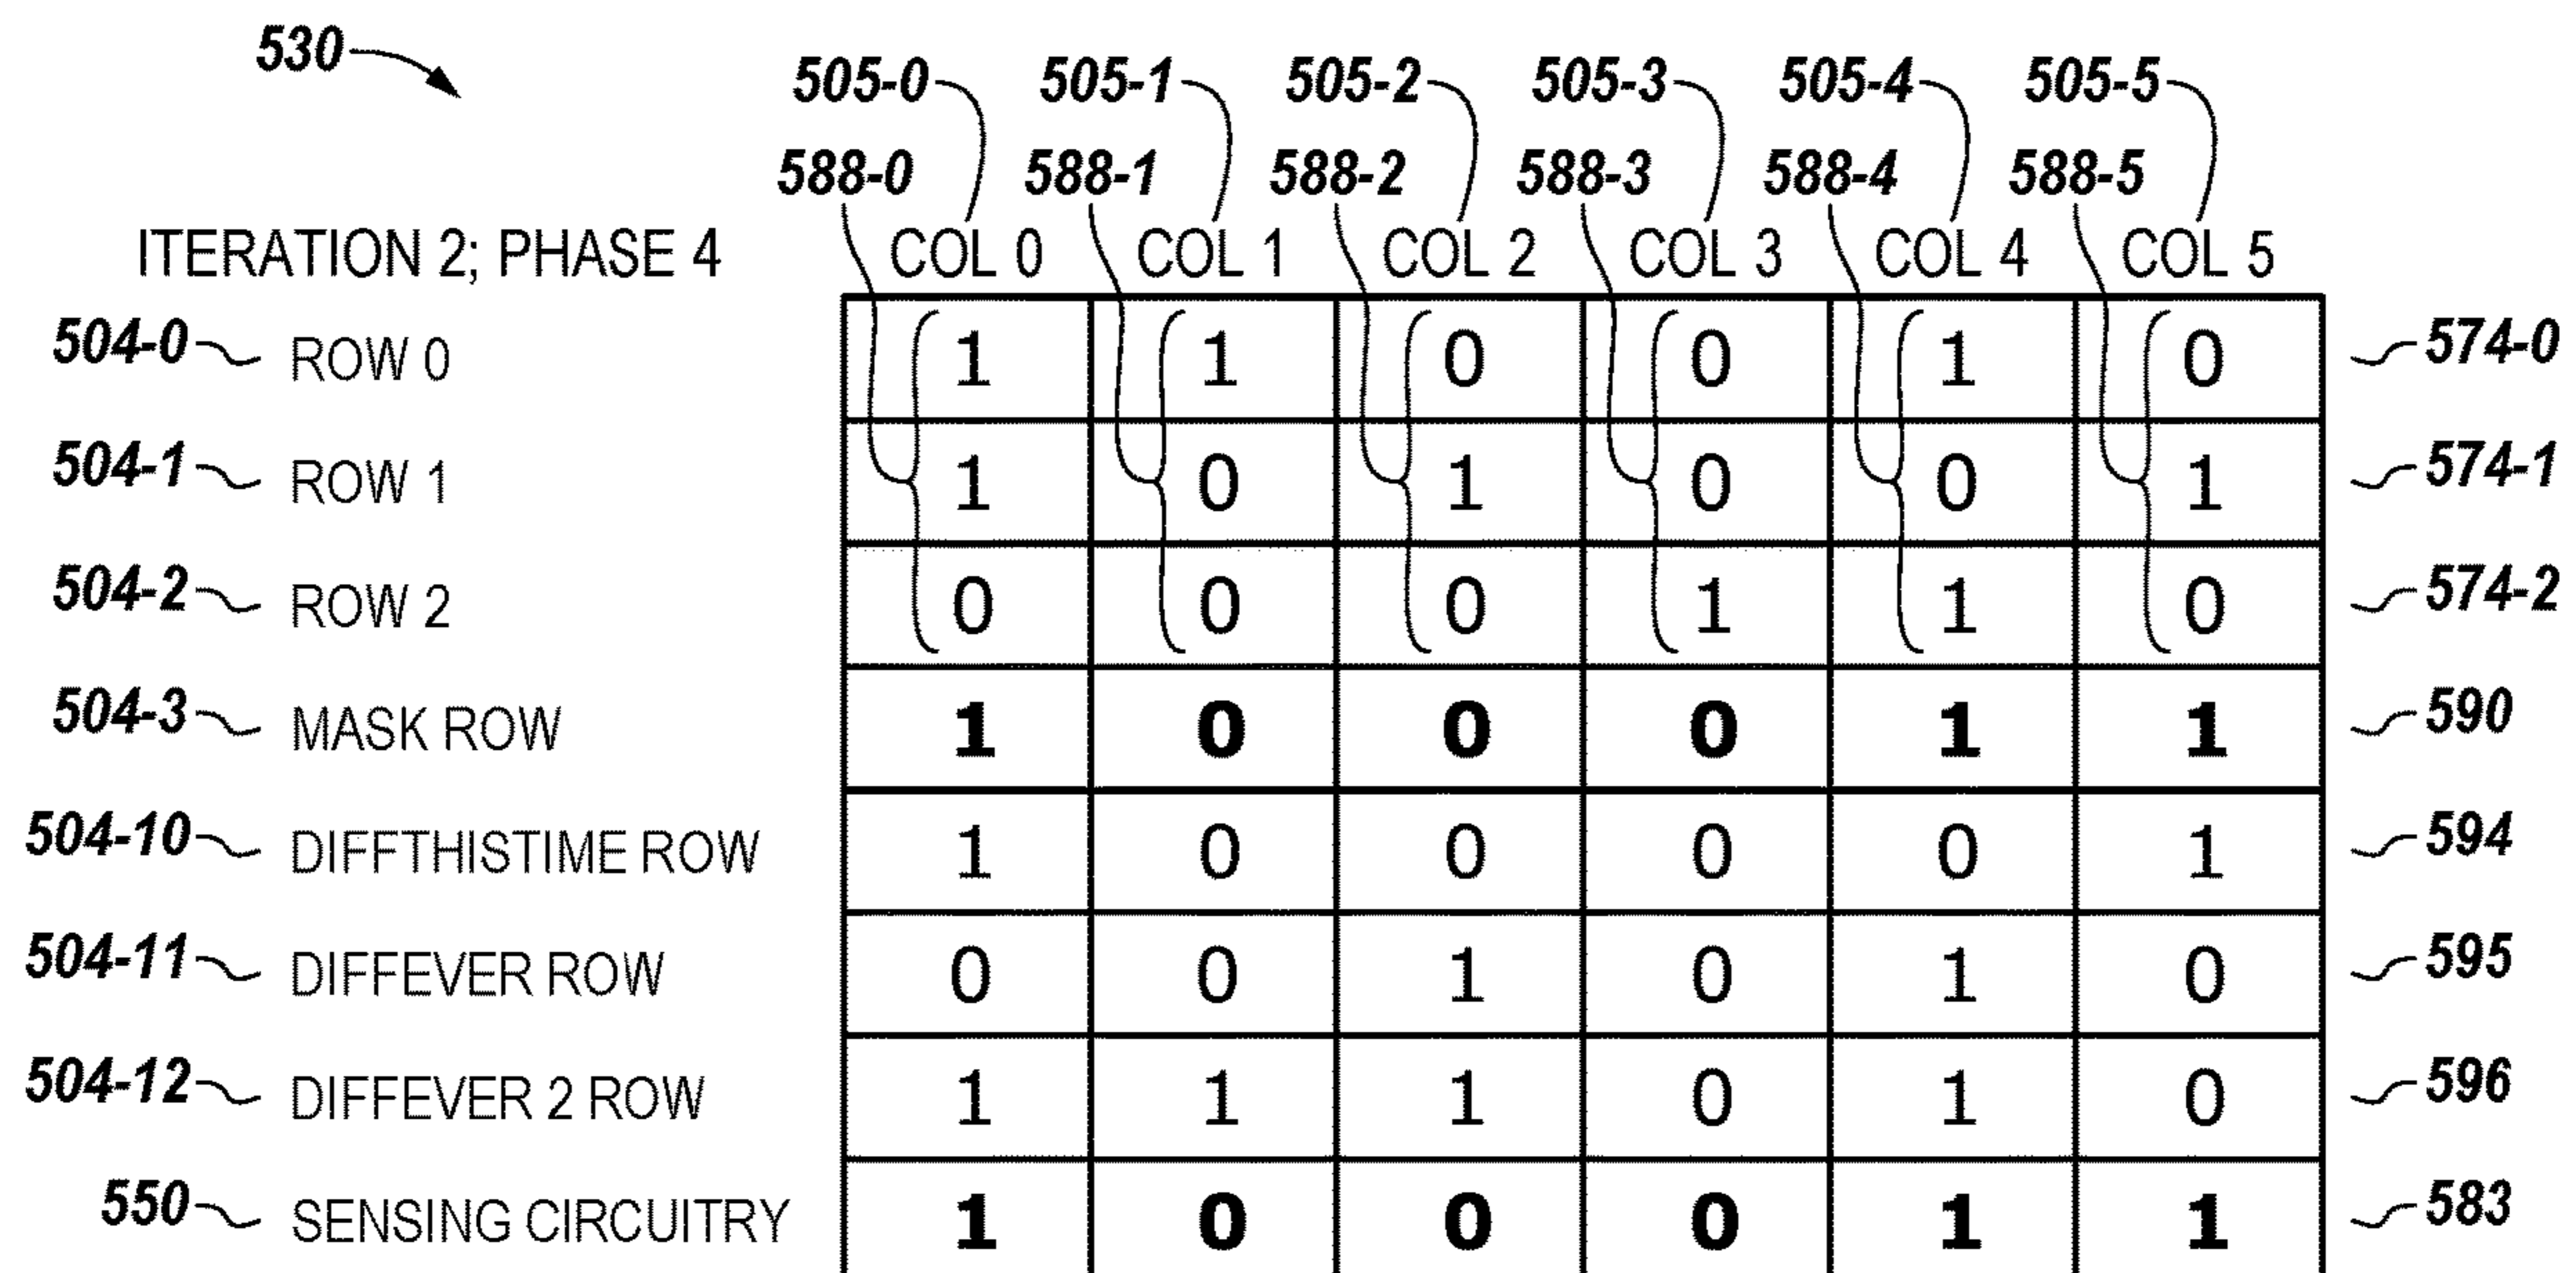 530
505-0 505-1 505-2 505-3 505-4 505-5
588-0 588-1 588-2 588-3 588-4 588-5
ITERATION 2; PHASE 4 COL 0 COL 1 COL 2 COL 3 COL 4 COL 5
504-0 ROW 0 1 1 0 0 1 0 574-0
504-1 ROW 1 1 0 1 0 0 1 574-1
504-2 ROW 2 0 0 0 1 1 0 574-2
504-3 MASK ROW 1 0 0 0 1 1 590
504-10 DIFFTHISTIME ROW 1 0 0 0 0 1 594
504-11 DIFFEVER ROW 0 0 1 0 1 0 595
504-12 DIFFEVER 2 ROW 1 1 1 0 1 0 596
550 SENSING CIRCUITRY 1 0 0 0 1 1 583